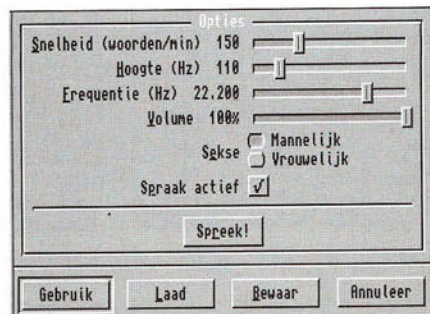 Opties
Snelheid (woorden/min) 150
Hoogte (Hz) 110
Frequentie (Hz) 22.200
Volume 100%
Sekse
Mannelijk
Vrouwelijk
Spraak actief
Spreek!
Gebruik Laad Bewaar Annuleer